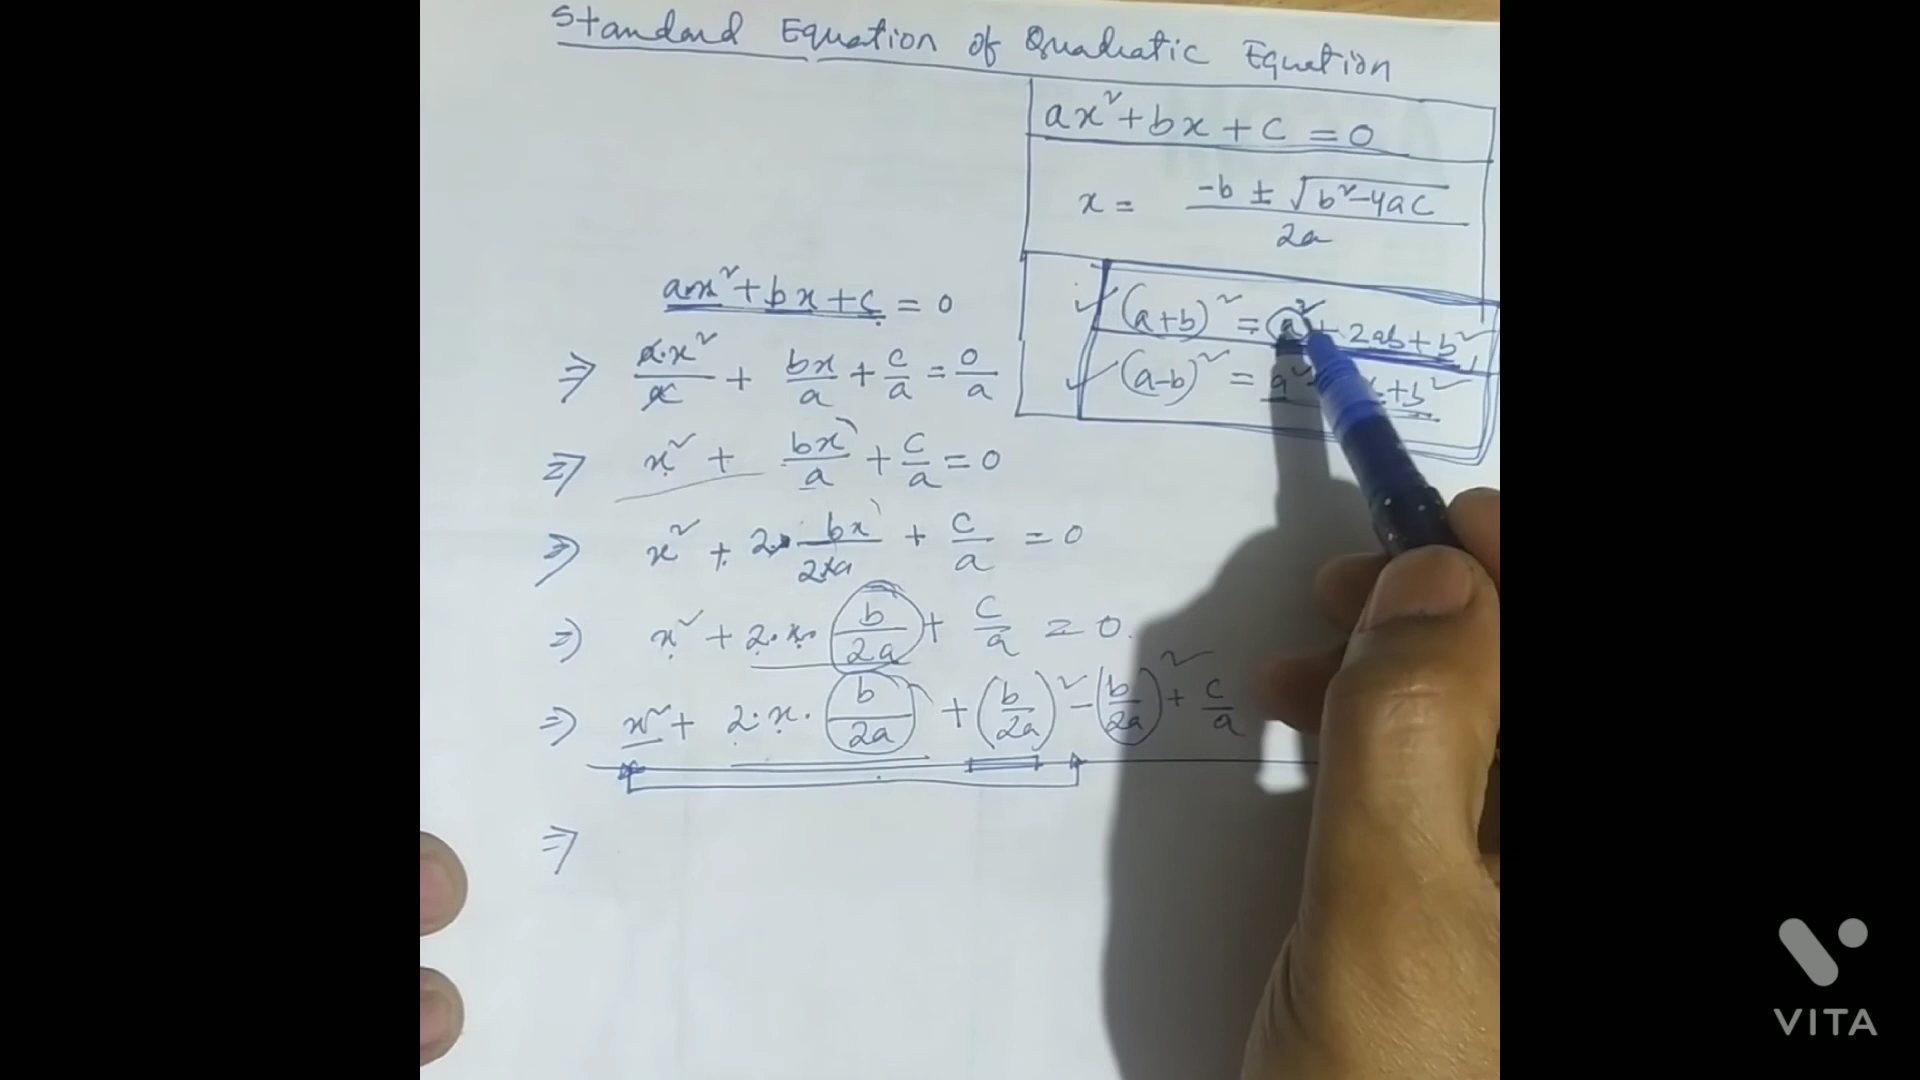 Standard Equation of Quadratic Equation
ax² + bx + c = 0
x = -b ± √b²-4ac / 2a
(a+b)² = a² + 2ab + b²
(a-b)² = a² +b²
ax² + bx + c = 0
⇒ a·x²/a + bx/a + c/a = 0/a
⇒ x² + bx/a + c/a = 0
⇒ x² + 2· bx/2×a + c/a = 0
⇒ x² + 2·x· b/2a + c/a = 0
⇒ x² + 2·x· b/2a + (b/2a)² - (b/2a)² + c/a
⇒
VITA